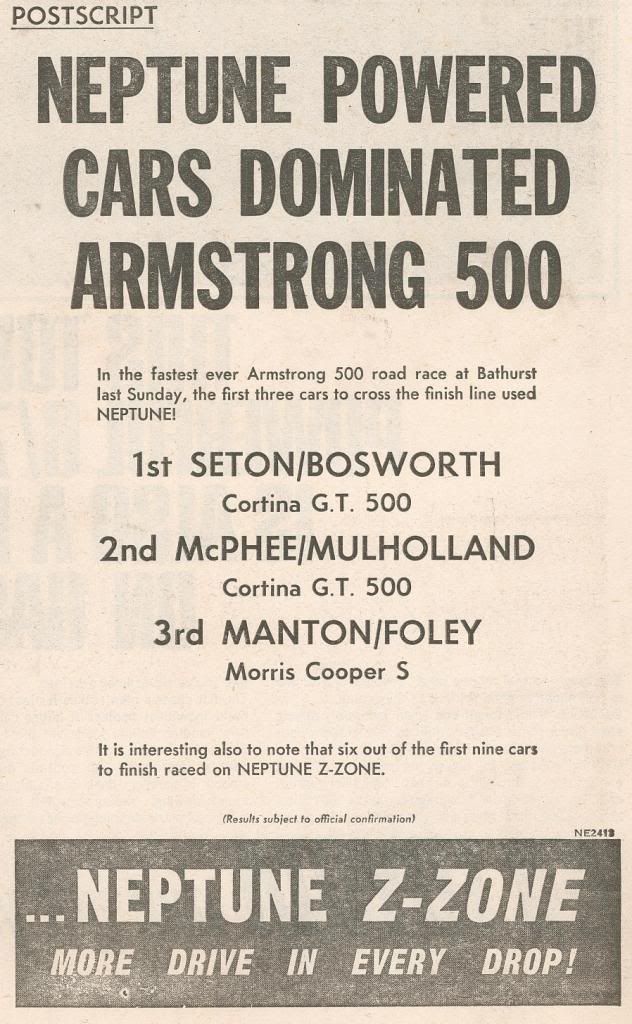 POSTSCRIPT
NEPTUNE POWERED
CARS DOMINATED
ARMSTRONG 500
In the fastest ever Armstrong 500 road race at Bathurst
last Sunday, the first three cars to cross the finish line used
NEPTUNE!
1st SETON/BOSWORTH
Cortina G.T. 500
2nd McPHEE/MULHOLLAND
Cortina G.T. 500
3rd MANTON/FOLEY
Morris Cooper S
It is interesting also to note that six out of the first nine cars
to finish raced on NEPTUNE Z-ZONE.
(Results subject to official confirmation)
NE2413
...NEPTUNE Z-ZONE
MORE DRIVE IN EVERY DROP!